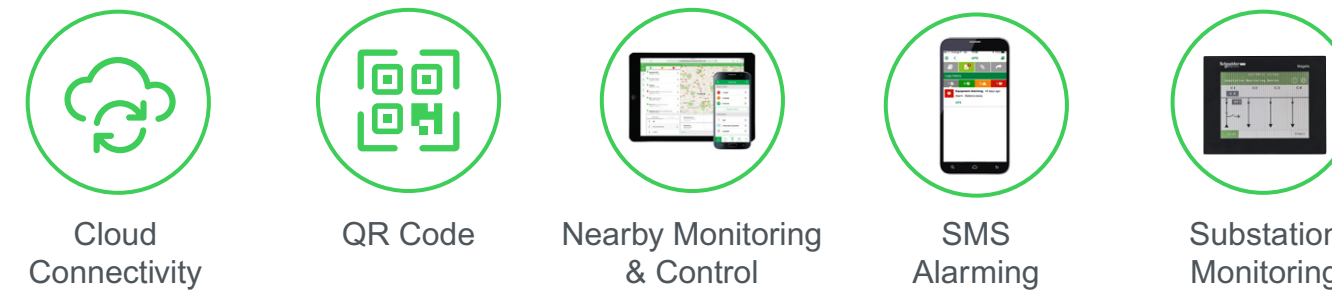 Cloud
Connectivity
QR Code
Nearby Monitoring
& Control
SMS
Alarming
Substation
Monitoring